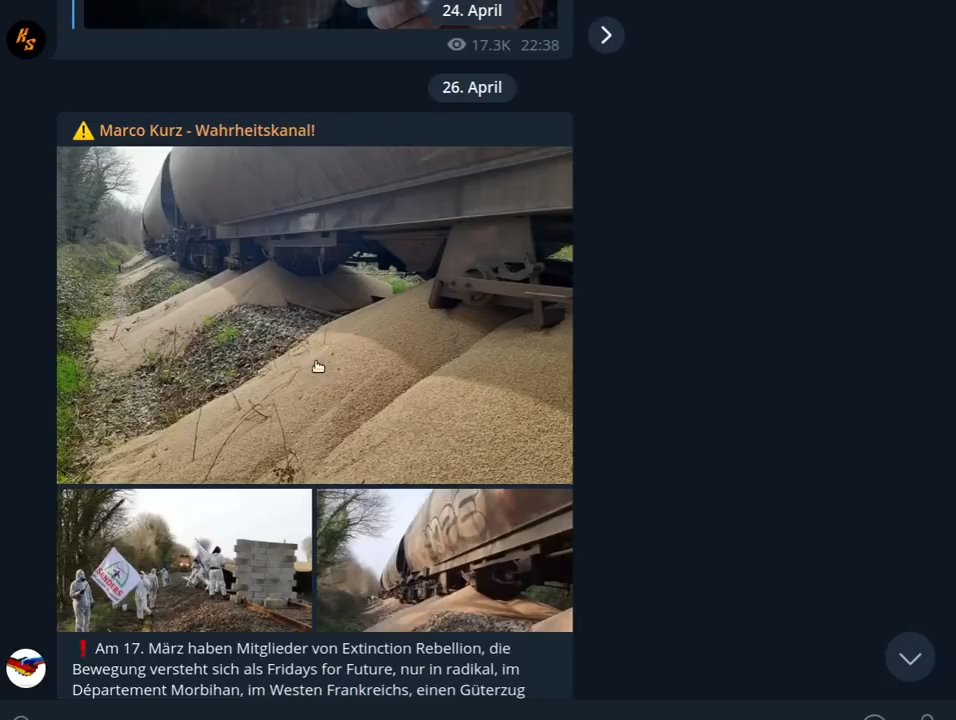 24. April
KS
17.3K 22:38
26. April
Marco Kurz - Wahrheitskanal!
SANDERS
Am 17. März haben Mitglieder von Extinction Rebellion, die
Bewegung versteht sich als Fridays for Future, nur in radikal, im
Département Morbihan, im Westen Frankreichs, einen Güterzug